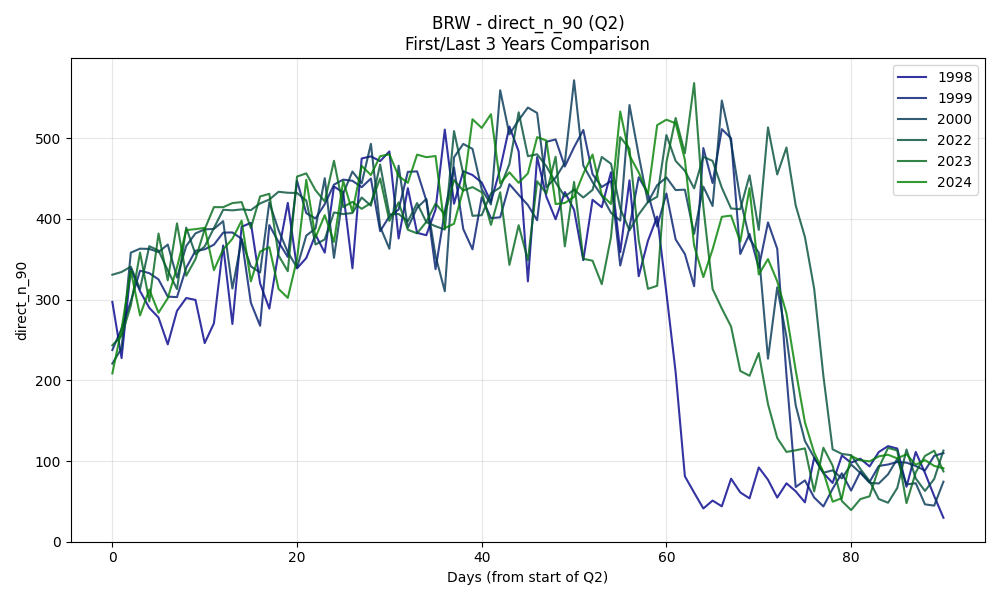 BRW - direct_n_90 (Q2)
First/Last 3 Years Comparison
direct_n_90
500
400
300
200
100
0
0 20 40 60 80
Days (from start of Q2)
1998
1999
2000
2022
2023
2024